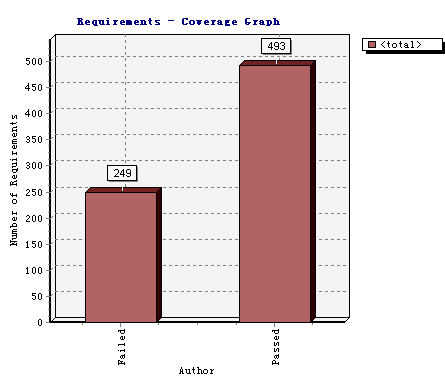 Requirements - Coverage Graph
<total>
493
249
Number of Requirements
500
450
400
350
300
250
200
150
100
50
0
Failed
Passed
Author